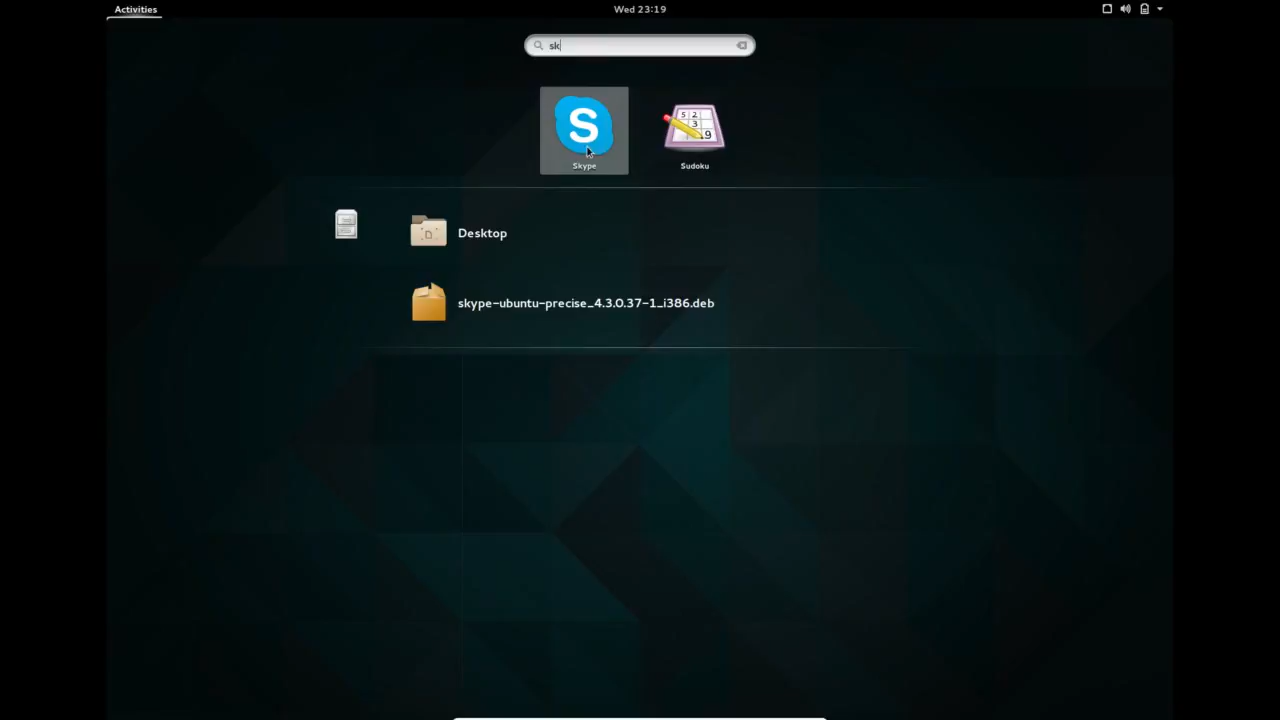 Activities
Wed 23:19
sk
S
5 2
3
9
Skype
Sudoku
Desktop
skype-ubuntu-precise_4.3.0.37-1_i386.deb